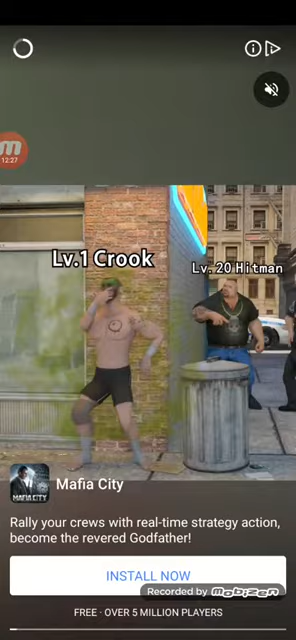 12:27
Lv.1 Crook
Lv. 20 Hitman
MAFIA CITY
Mafia City
Rally your crews with real-time strategy action,
become the revered Godfather!
INSTALL NOW
Recorded by mobizen
FREE · OVER 5 MILLION PLAYERS